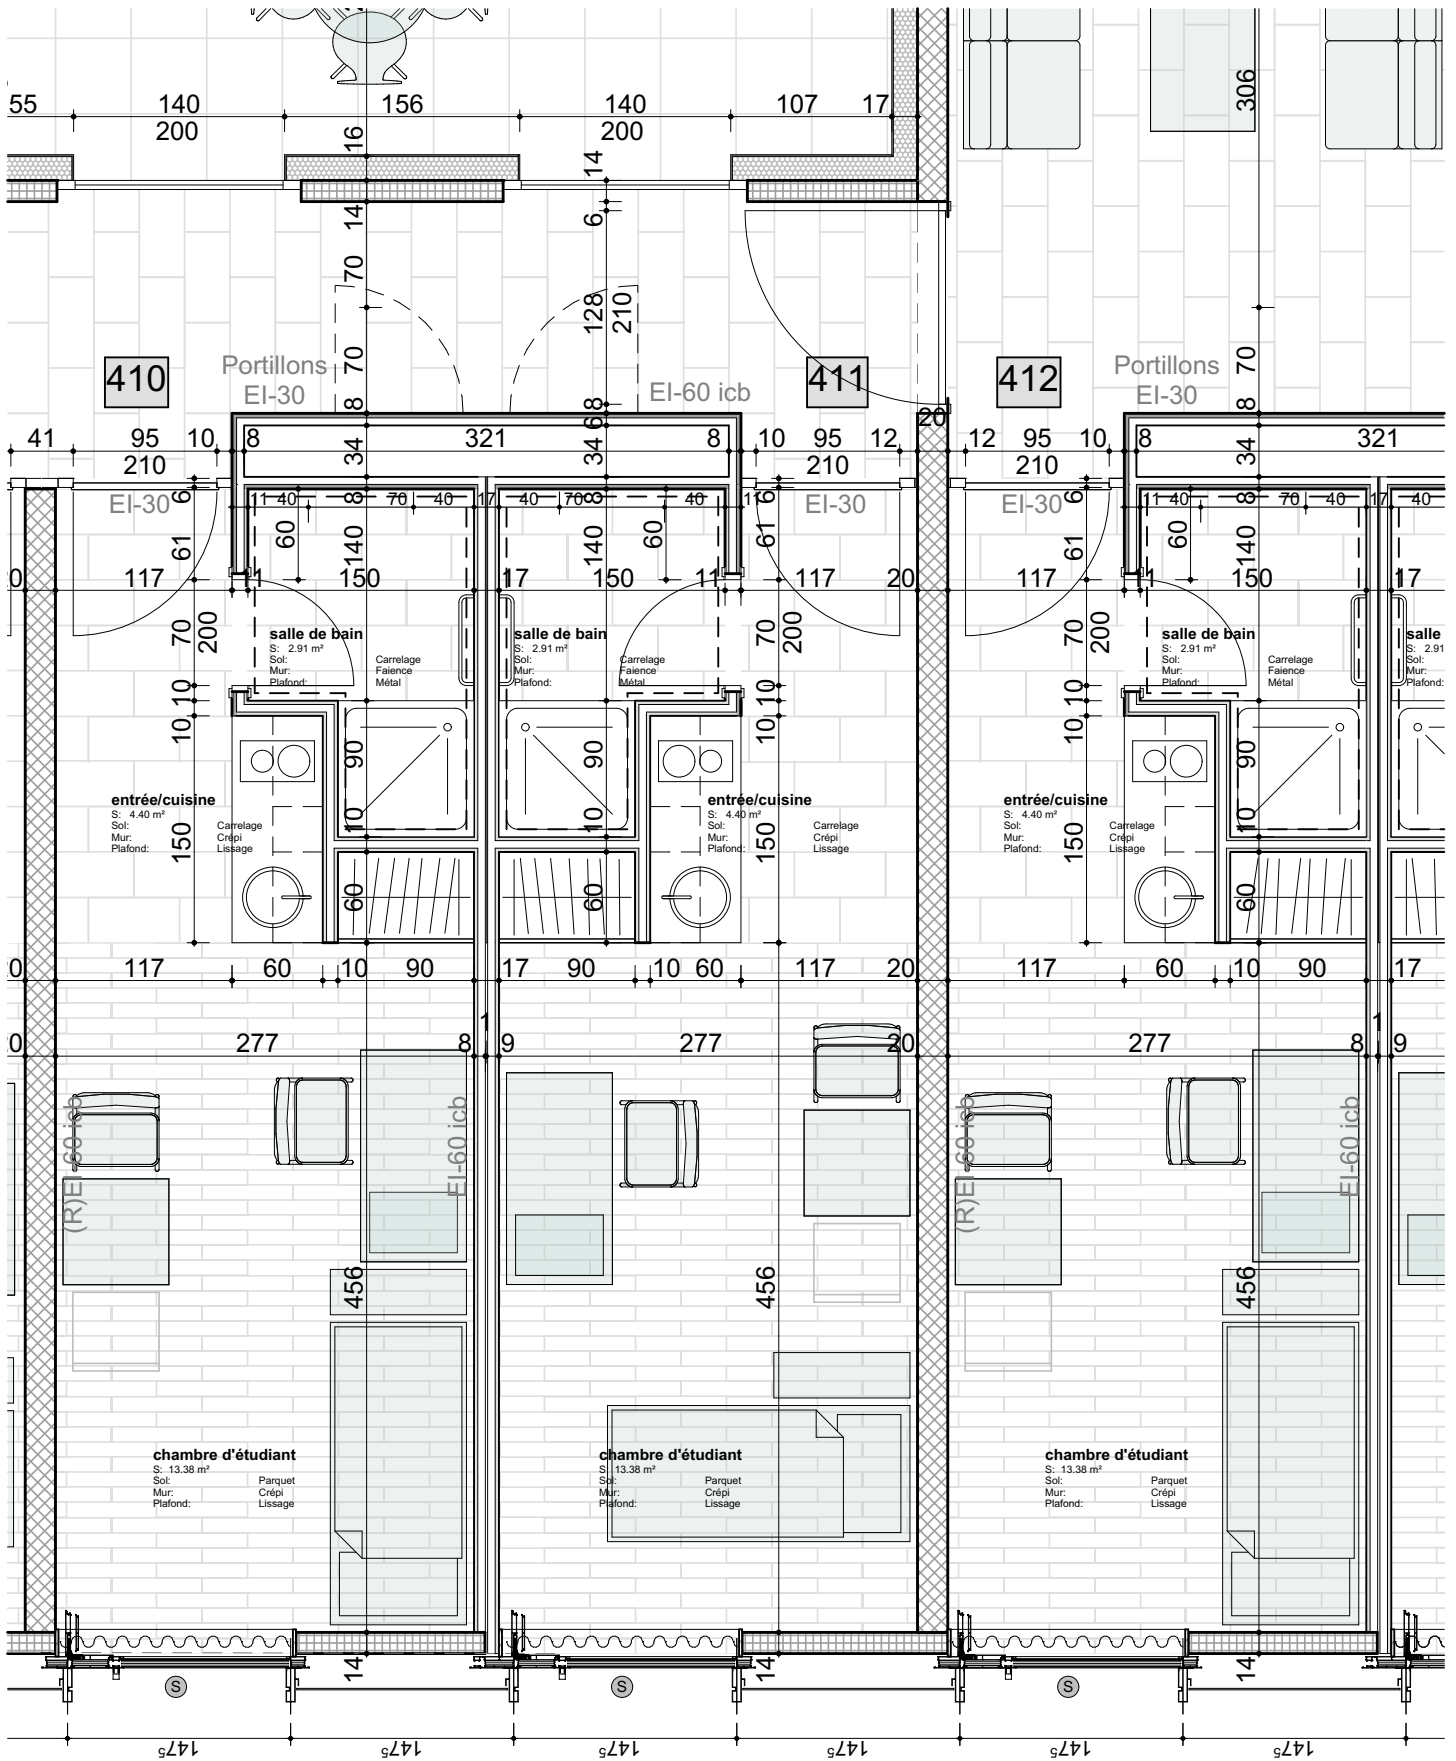 55 140 156 140 107 17
200 200
306
16 14
14 6
70 128 210
70 70
410 Portillons EI-30
EI-60 icb
411 412
Portillons EI-30
8 68 20 8
41 95 10 8 321 8 10 95 12 12 95 10 8 321
210 210 210
34 34 34
6 6 6
EI-30 EI-30 EI-30
11 40 70 40 17 40 70 40 11 11 40 70 40 17 40
8 8 8
61 60 140 140 60 61 61 60 140
0 117 1 150 17 150 11 117 20 117 1 150 17
70 200 70 200 70 200
salle de bain
S: 2.91 m²
Sol: Carrelage
Mur: Faience
Plafond: Métal
salle de bain
S: 2.91 m²
Sol: Carrelage
Mur: Faience
Plafond: Métal
salle de bain
S: 2.91 m²
Sol: Carrelage
Mur: Faience
Plafond: Métal
salle
S: 2.91
Sol:
Mur:
Plafond:
10 10 10
10 10 10
90 90 90
entrée/cuisine
S: 4.40 m²
Sol: Carrelage
Mur: Crépi
Plafond: Lissage
entrée/cuisine
S: 4.40 m²
Sol: Carrelage
Mur: Crépi
Plafond: Lissage
entrée/cuisine
S: 4.40 m²
Sol: Carrelage
Mur: Crépi
Plafond: Lissage
150 10 10 150 150 10
60 60 60
0 117 60 10 90 17 90 10 60 117 20 117 60 10 90 17
0 277 8 1 9 277 20 277 8 1 9
(R)EI-60 icb EI-60 icb (R)EI-60 icb EI-60 icb
456 456 456
chambre d'étudiant
S: 13.38 m²
Sol: Parquet
Mur: Crépi
Plafond: Lissage
chambre d'étudiant
S: 13.38 m²
Sol: Parquet
Mur: Crépi
Plafond: Lissage
chambre d'étudiant
S: 13.38 m²
Sol: Parquet
Mur: Crépi
Plafond: Lissage
14 14 14
S S S
1475 1475 1475 1475 1475 1475